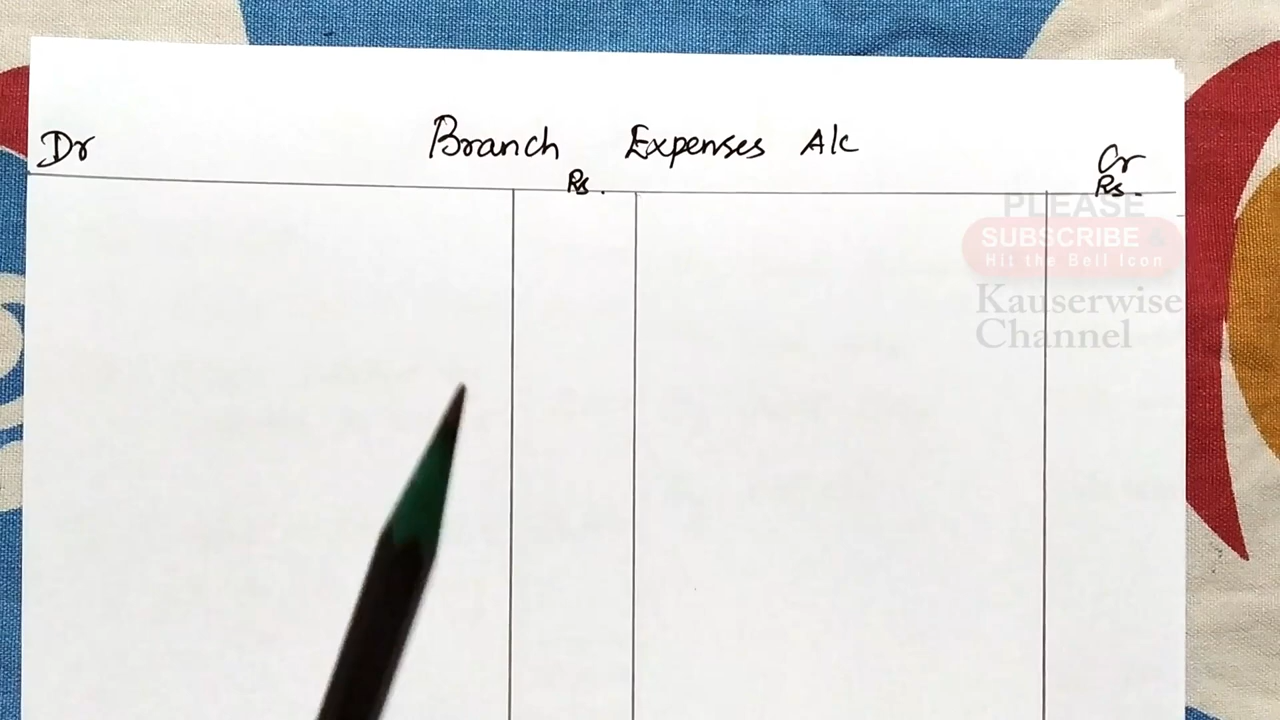 Dr Branch Expenses A/c Cr
Rs. Rs.
PLEASE
SUBSCRIBE
Hit the Bell Icon
Kauserwise
Channel